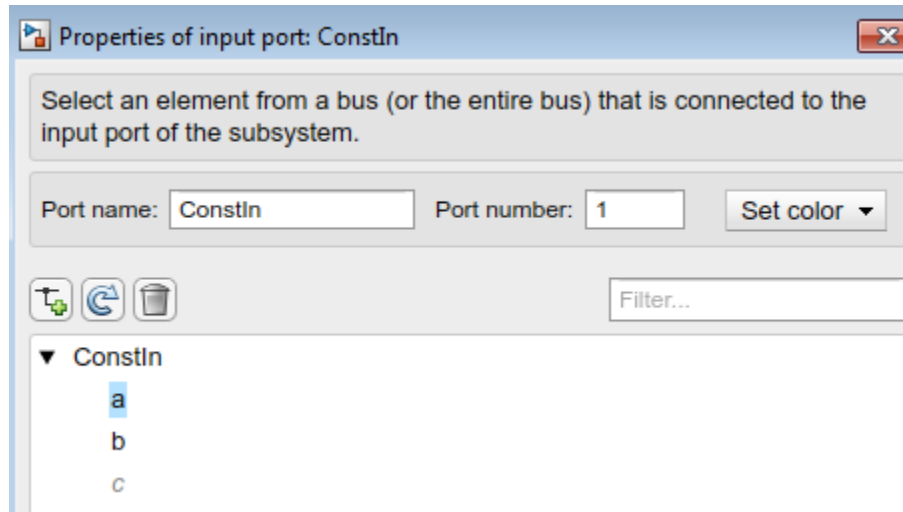 Properties of input port: ConstIn
Select an element from a bus (or the entire bus) that is connected to the
input port of the subsystem.
Port name: ConstIn Port number: 1 Set color
Filter...
ConstIn
a
b
c